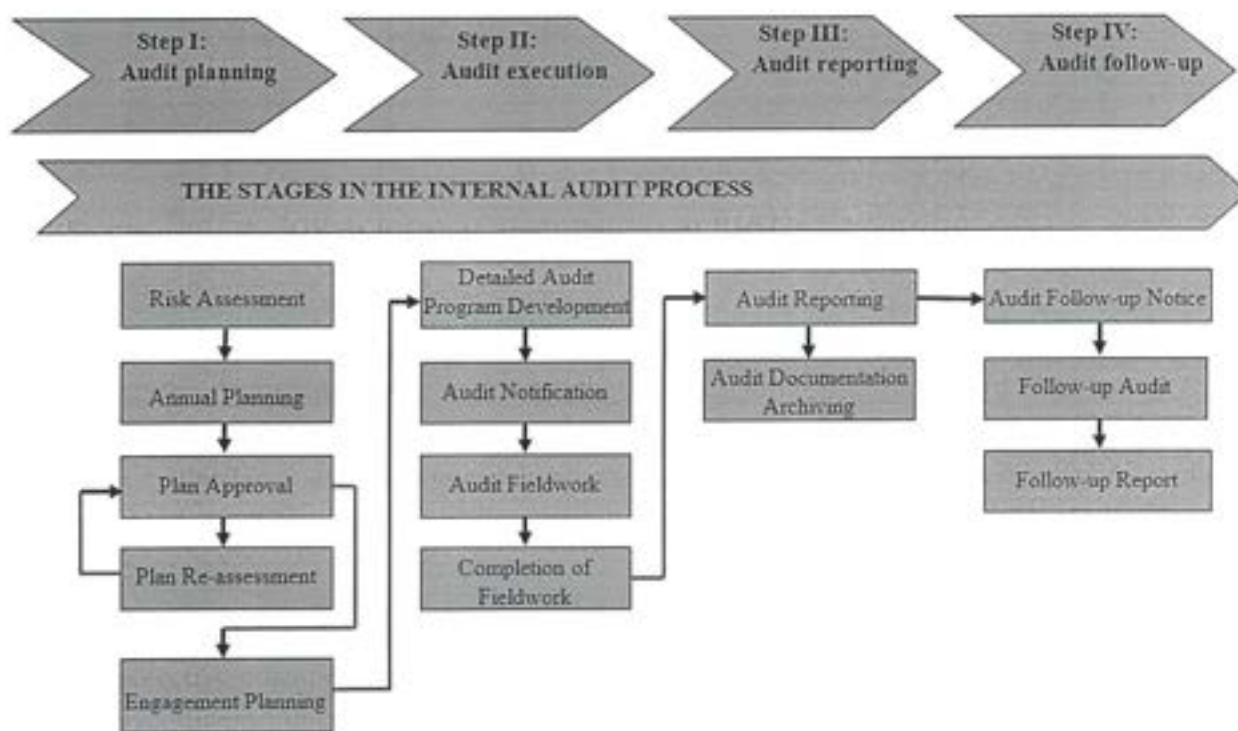 Step I:
Audit planning
Step II:
Audit execution
Step III:
Audit reporting
Step IV:
Audit follow-up
THE STAGES IN THE INTERNAL AUDIT PROCESS
Risk Assessment
Annual Planning
Plan Approval
Plan Re-assessment
Engagement Planning
Detailed Audit
Program Development
Audit Notification
Audit Fieldwork
Completion of
Fieldwork
Audit Reporting
Audit Documentation
Archiving
Audit Follow-up Notice
Follow-up Audit
Follow-up Report